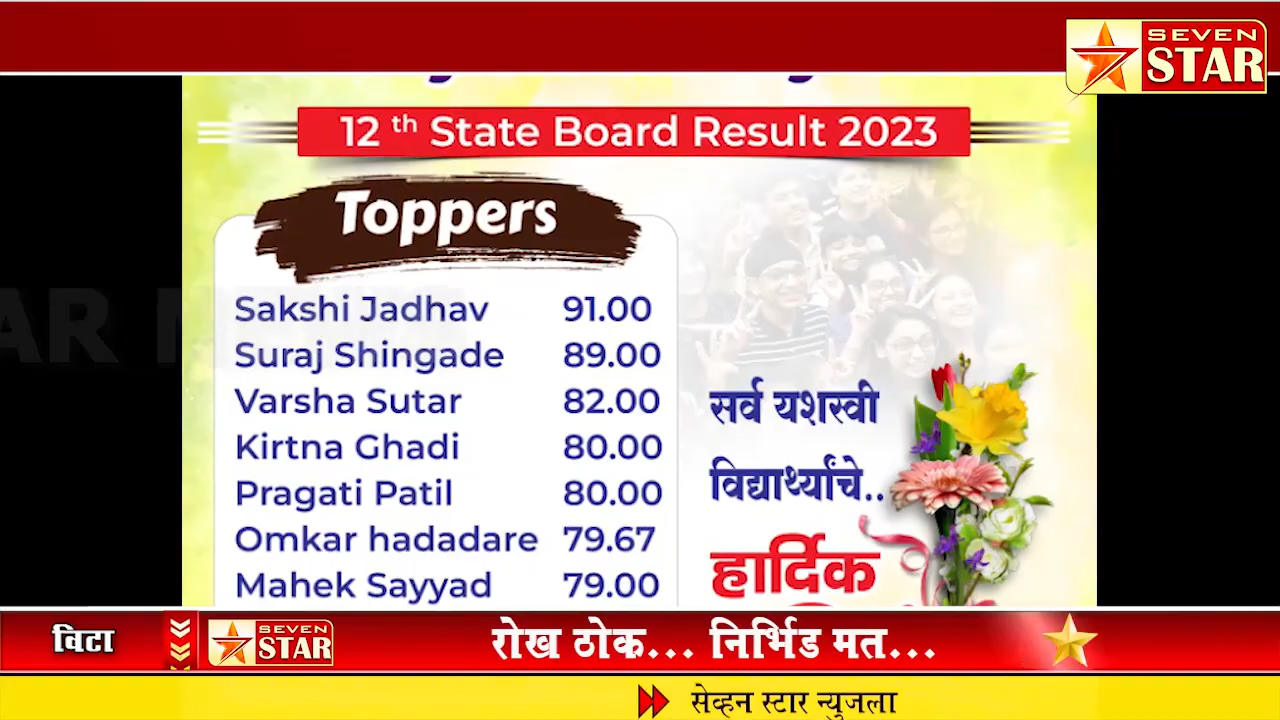 SEVEN
STAR
12 th State Board Result 2023
Toppers
Sakshi Jadhav 91.00
Suraj Shingade 89.00
Varsha Sutar 82.00
Kirtna Ghadi 80.00
Pragati Patil 80.00
Omkar hadadare 79.67
Mahek Sayyad 79.00
सर्व यशस्वी
विद्यार्थ्यांचे..
हार्दिक
विटा
SEVEN
STAR
रोख ठोक... निर्भिड मत...
सेव्हन स्टार न्युजला